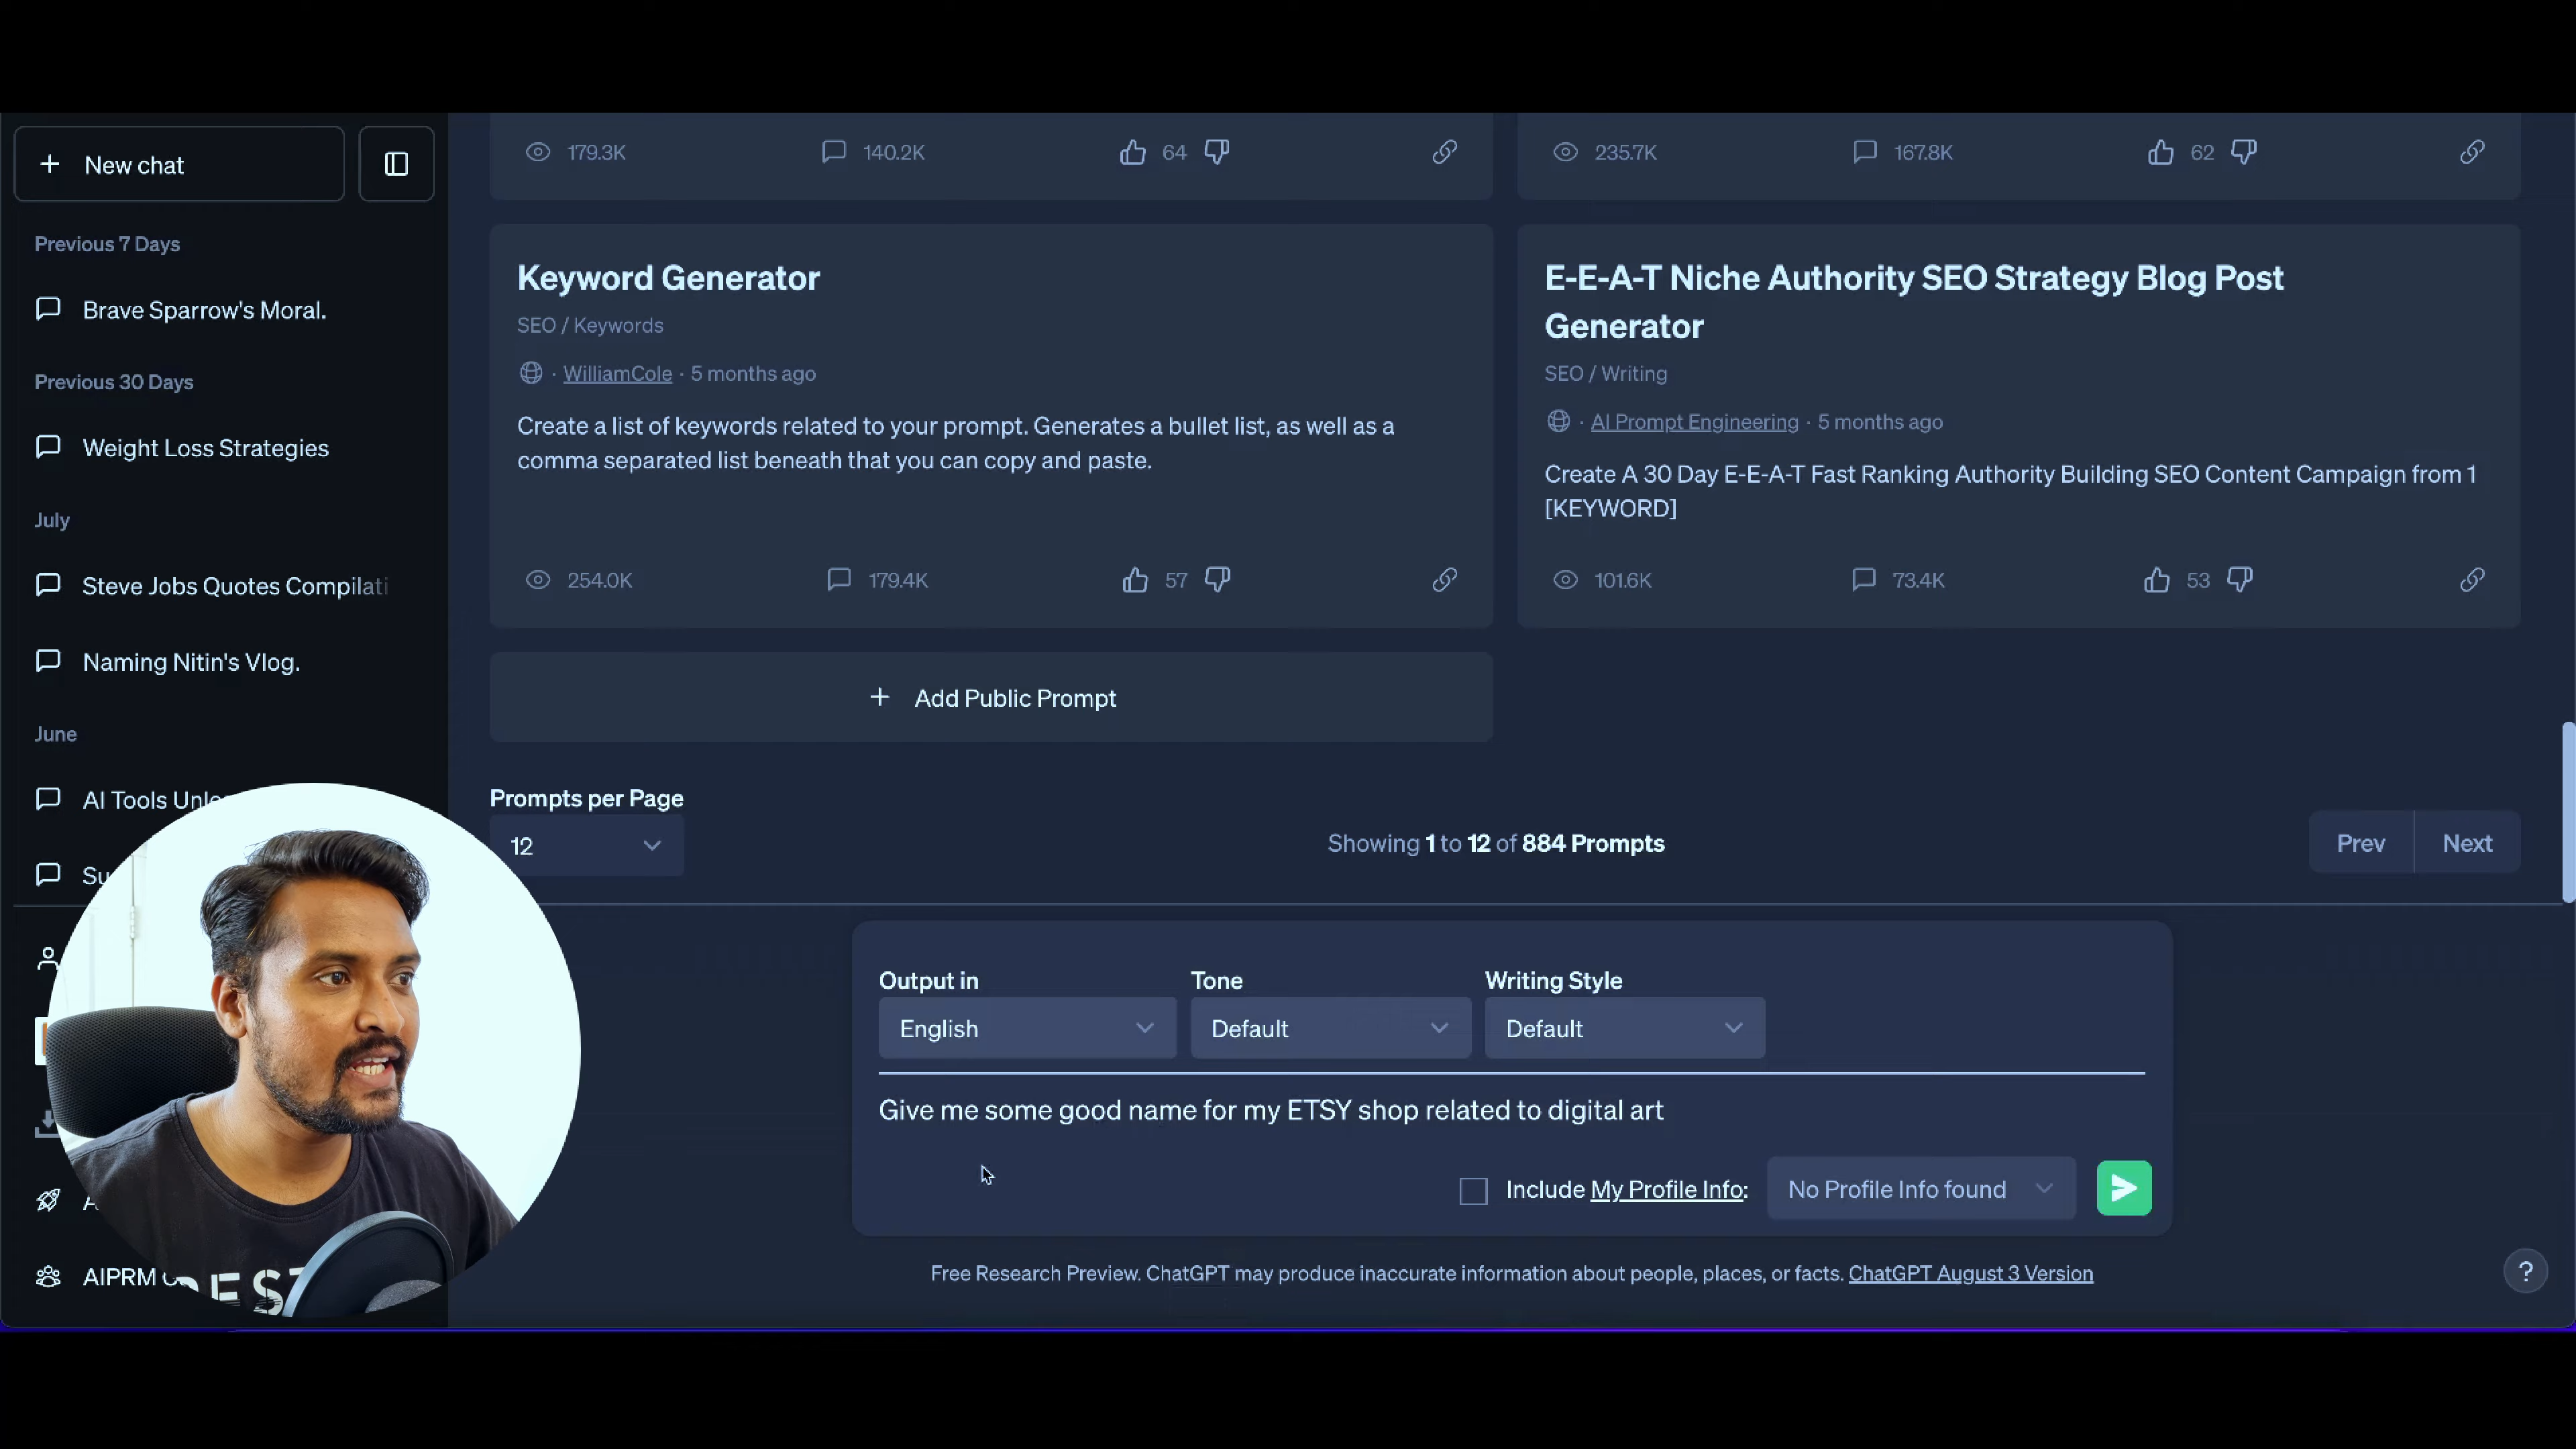 New chat
Previous 7 Days
Brave Sparrow's Moral.
Previous 30 Days
Weight Loss Strategies
July
Steve Jobs Quotes Compilati
Naming Nitin's Vlog.
June
AI Tools
179.3K 140.2K 64
235.7K 167.8K 62
Keyword Generator
SEO / Keywords
· WilliamCole · 5 months ago
Create a list of keywords related to your prompt. Generates a bullet list, as well as a
comma separated list beneath that you can copy and paste.
254.0K 179.4K 57
E-E-A-T Niche Authority SEO Strategy Blog Post
Generator
SEO / Writing
· AI Prompt Engineering · 5 months ago
Create A 30 Day E-E-A-T Fast Ranking Authority Building SEO Content Campaign from 1
[KEYWORD]
101.6K 73.4K 53
+ Add Public Prompt
Prompts per Page
12
Showing 1 to 12 of 884 Prompts
Prev Next
Output in Tone Writing Style
English Default Default
Give me some good name for my ETSY shop related to digital art
Include My Profile Info: No Profile Info found
Free Research Preview. ChatGPT may produce inaccurate information about people, places, or facts. ChatGPT August 3 Version
?
AIPRM